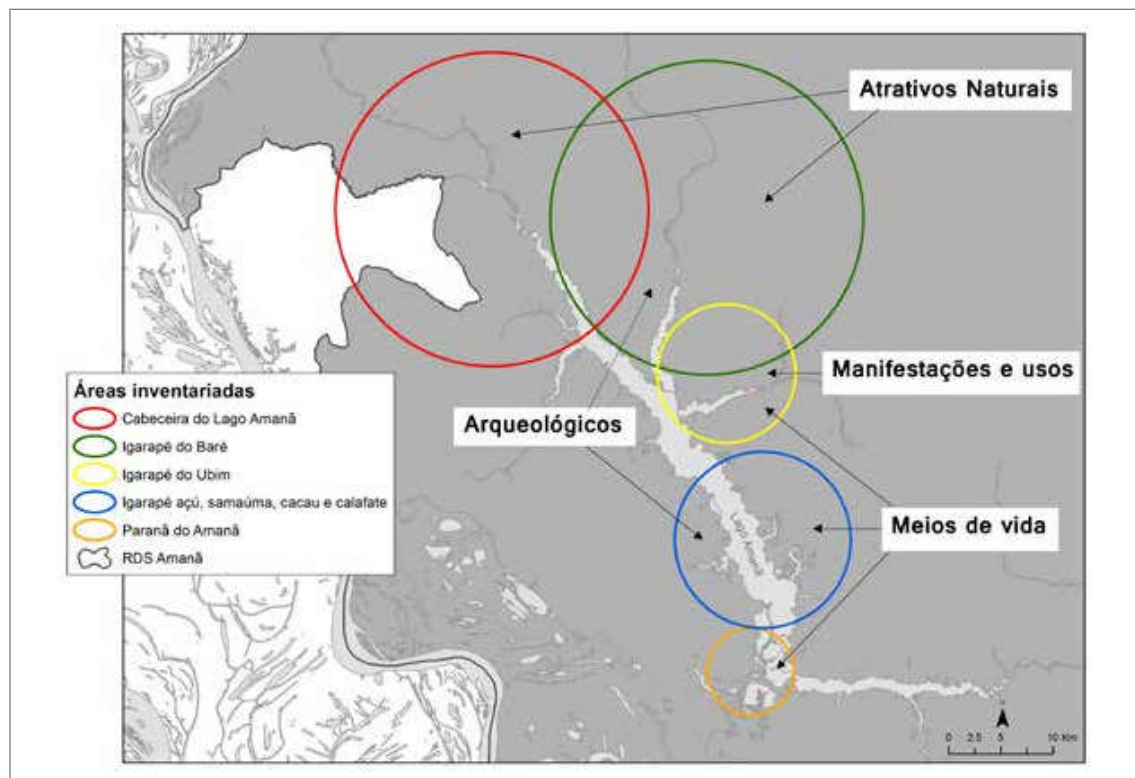 Atrativos Naturais
Manifestações e usos
Arqueológicos
Meios de vida
Lago Amanã
Áreas inventariadas
Cabeceira do Lago Amanã
Igarapé do Baré
Igarapé do Ubim
Igarapé açú, samaúma, cacau e calafate
Paranã do Amanã
RDS Amanã
0 2.5 5 10 Km